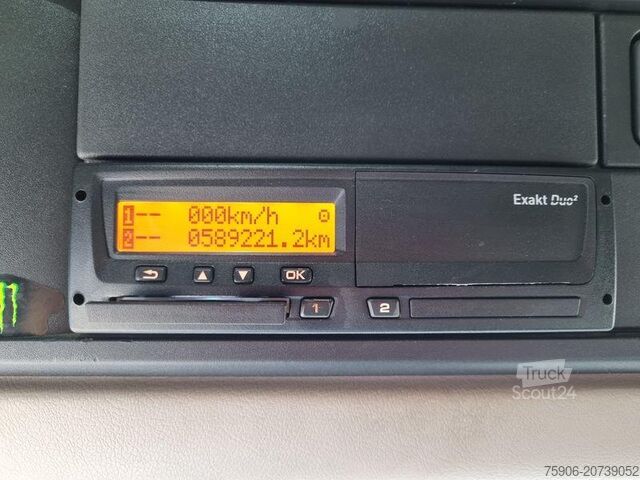 Exakt Duo²
1-- 000km/h
2-- 0589221.2km
OK
1
2
Truck
Scout24
75906-20739052